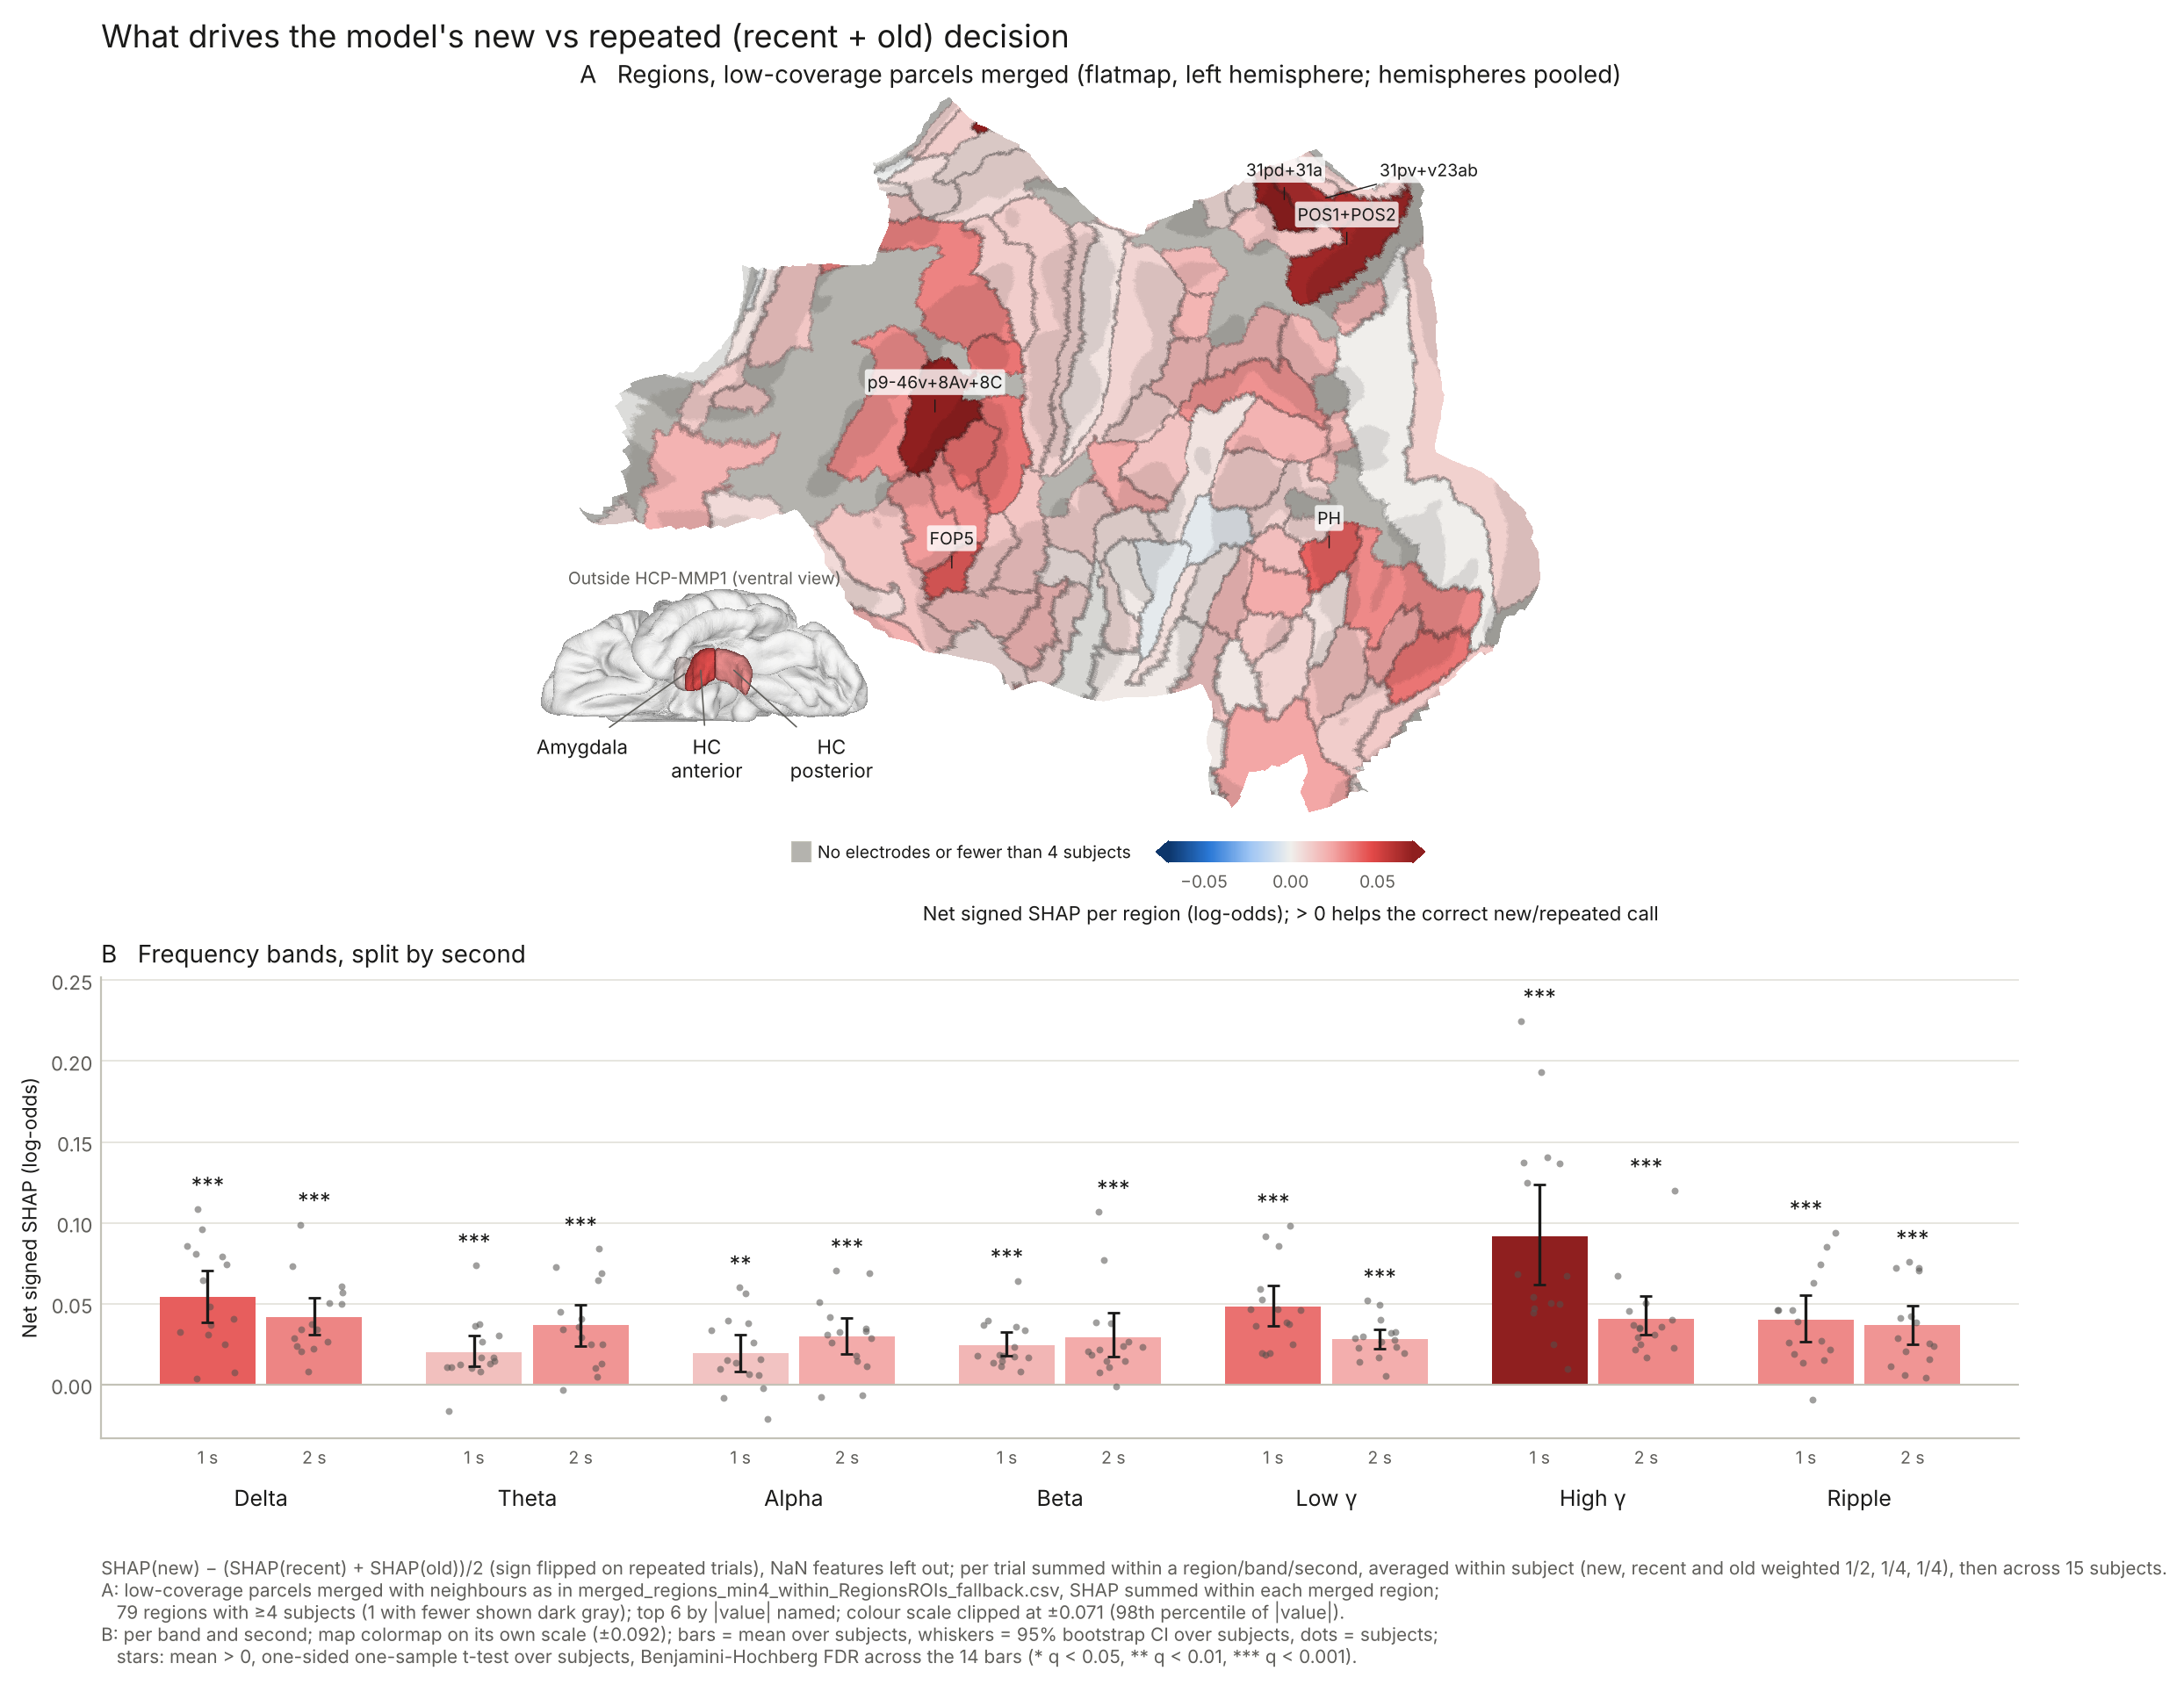 What drives the model's new vs repeated (recent + old) decision
A Regions, low-coverage parcels merged (flatmap, left hemisphere; hemispheres pooled)
31pd+31a
31pv+v23ab
POS1+POS2
p9-46v+8Av+8C
PH
FOP5
Outside HCP-MMP1 (ventral view)
Amygdala
HC anterior
HC posterior
No electrodes or fewer than 4 subjects
−0.05 0.00 0.05
Net signed SHAP per region (log-odds); > 0 helps the correct new/repeated call
B Frequency bands, split by second
Net signed SHAP (log-odds)
0.25
0.20
0.15
0.10
0.05
0.00
*** *** *** *** ** *** *** *** *** *** *** *** *** ***
1 s 2 s 1 s 2 s 1 s 2 s 1 s 2 s 1 s 2 s 1 s 2 s 1 s 2 s
Delta Theta Alpha Beta Low γ High γ Ripple
SHAP(new) − (SHAP(recent) + SHAP(old))/2 (sign flipped on repeated trials), NaN features left out; per trial summed within a region/band/second, averaged within subject (new, recent and old weighted 1/2, 1/4, 1/4), then across 15 subjects.
A: low-coverage parcels merged with neighbours as in merged_regions_min4_within_RegionsROIs_fallback.csv, SHAP summed within each merged region;
79 regions with ≥4 subjects (1 with fewer shown dark gray); top 6 by |value| named; colour scale clipped at ±0.071 (98th percentile of |value|).
B: per band and second; map colormap on its own scale (±0.092); bars = mean over subjects, whiskers = 95% bootstrap CI over subjects, dots = subjects;
stars: mean > 0, one-sided one-sample t-test over subjects, Benjamini-Hochberg FDR across the 14 bars (* q < 0.05, ** q < 0.01, *** q < 0.001).